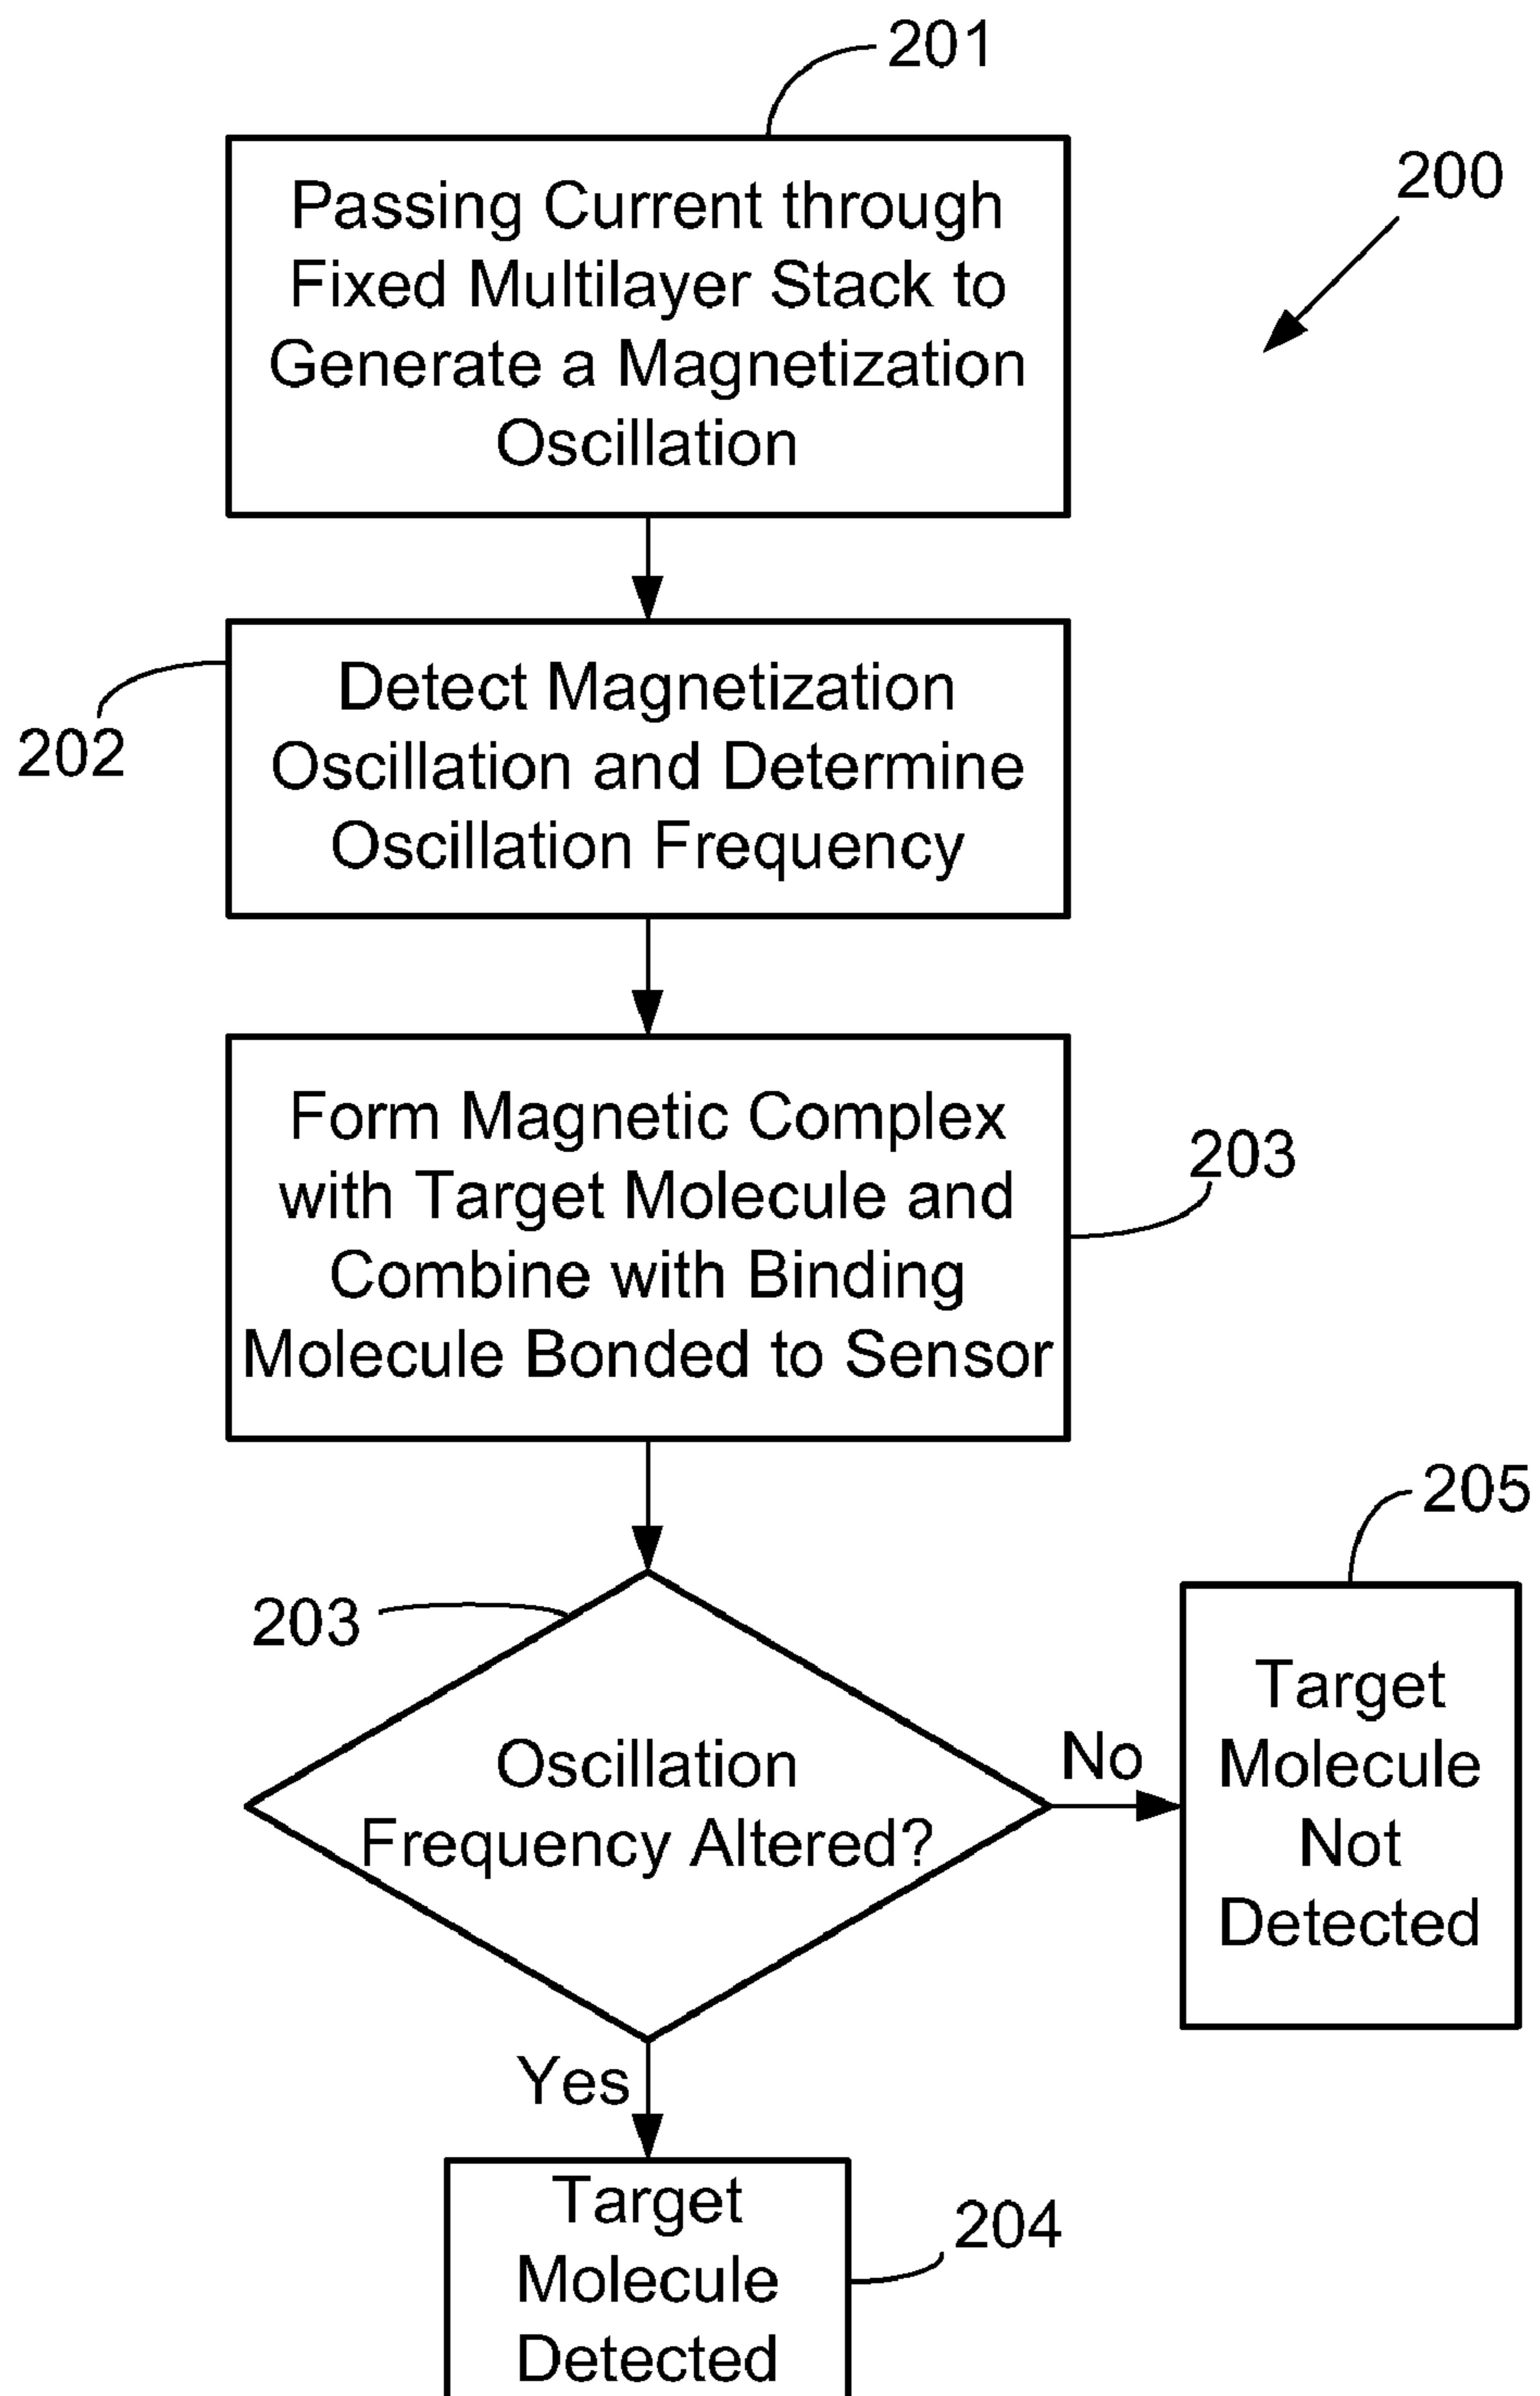 201
200
Passing Current through
Fixed Multilayer Stack to
Generate a Magnetization
Oscillation
202
Detect Magnetization
Oscillation and Determine
Oscillation Frequency
203
Form Magnetic Complex
with Target Molecule and
Combine with Binding
Molecule Bonded to Sensor
203
Oscillation
Frequency Altered?
No
205
Target
Molecule
Not
Detected
Yes
204
Target
Molecule
Detected